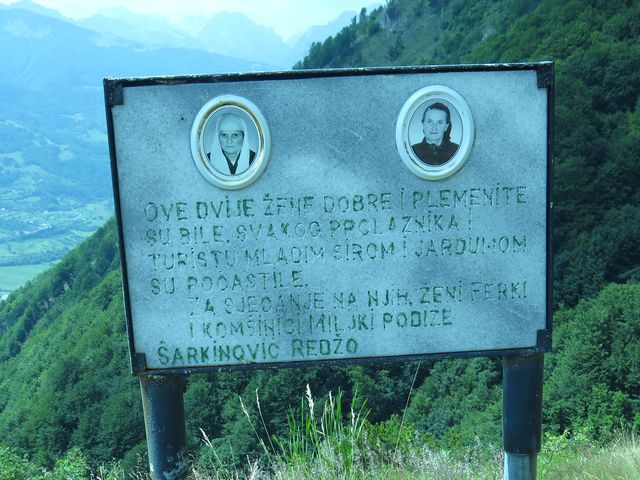 OVE DVIJE ŽENE DOBRE I PLEMENITE
SU BILE. SVAKOG PROLAZNIKA I
TURISTU MLADIM SIROM I JARDUMOM
SU POČASTILE.
ZA SJEĆANJE NA NJIH, ŽENI FERKI
I KOMŠINICI MILJKI PODIŽE
ŠARKINOVIĆ REDŽO